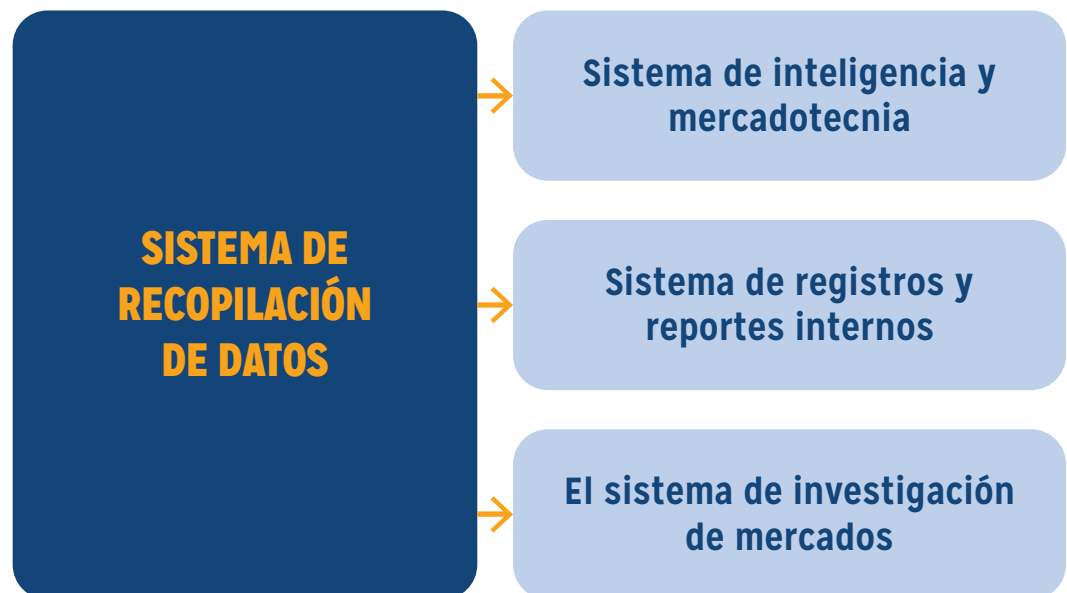 SISTEMA DE
RECOPILACIÓN
DE DATOS
Sistema de inteligencia y
mercadotecnia
Sistema de registros y
reportes internos
El sistema de investigación
de mercados